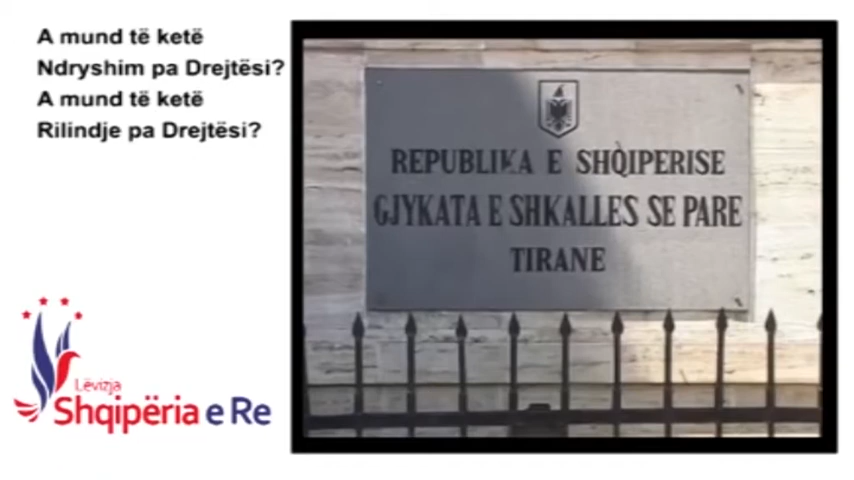 A mund të ketë
Ndryshim pa Drejtësi?
A mund të ketë
Rilindje pa Drejtësi?
REPUBLIKA E SHQIPERISE
GJYKATA E SHKALLES SE PARE
TIRANE
Lëvizja
Shqipëria e Re